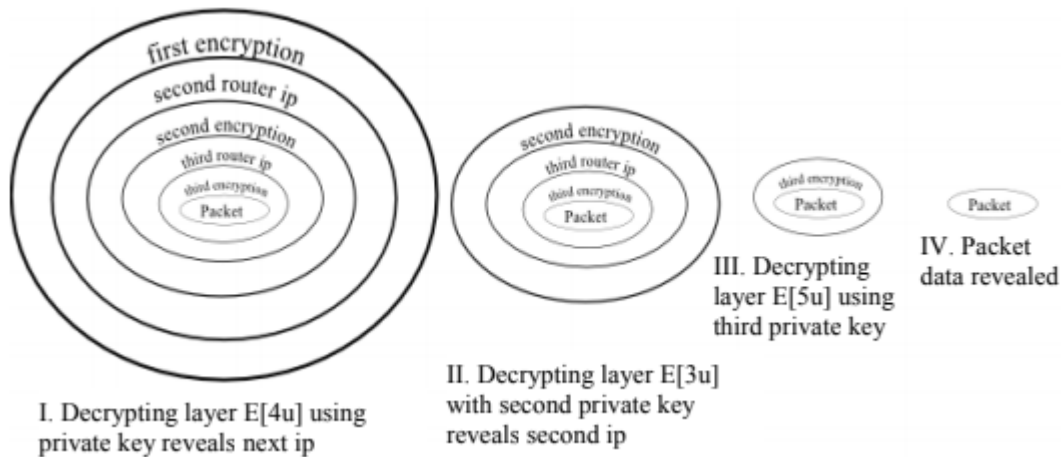 first encryption
second router ip
second encryption
third router ip
third encryption
Packet
I. Decrypting layer E[4u] using
private key reveals next ip
second encryption
third router ip
third encryption
Packet
II. Decrypting layer E[3u]
with second private key
reveals second ip
third encryption
Packet
III. Decrypting
layer E[5u] using
third private key
Packet
IV. Packet
data revealed